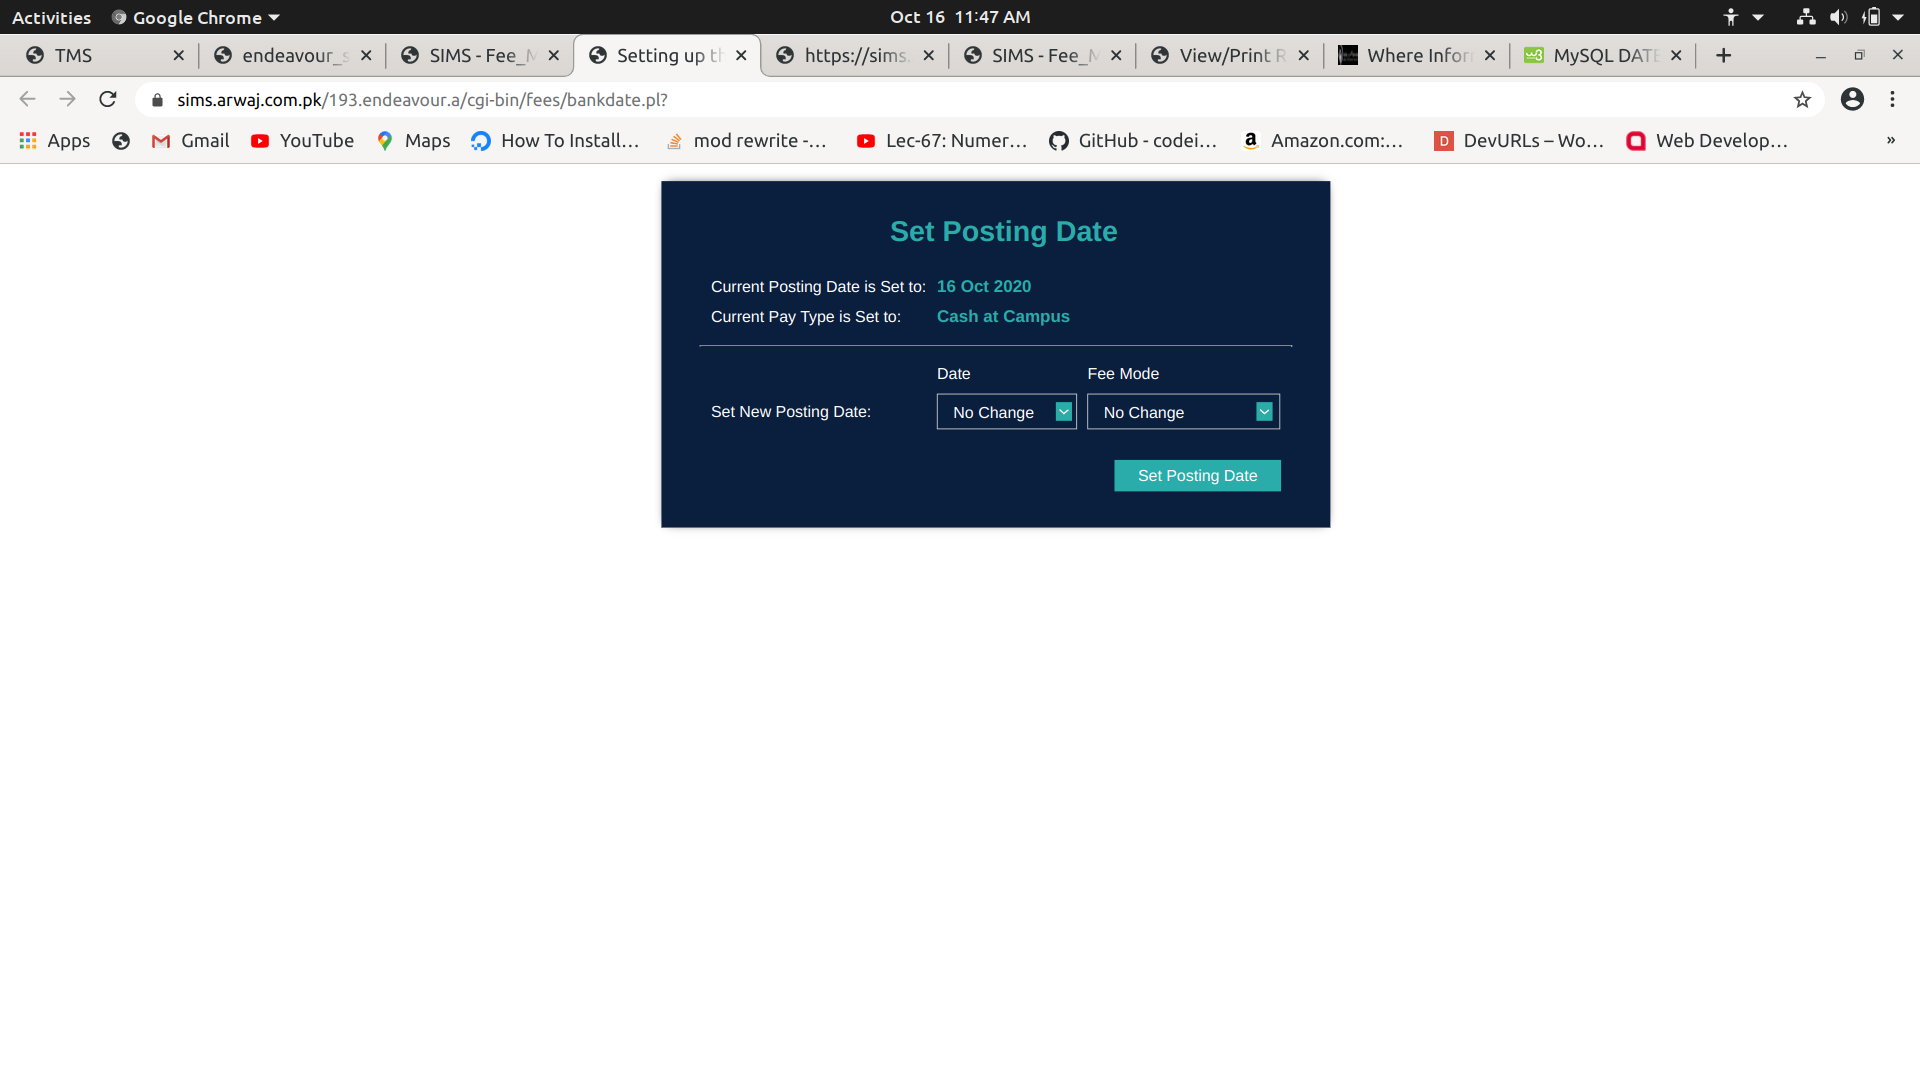 Activities Google Chrome Oct 16 11:47 AM
TMS endeavour_s SIMS - Fee_M Setting up th https://sims. SIMS - Fee_M View/Print R Where Infor MySQL DATE
sims.arwaj.com.pk/193.endeavour.a/cgi-bin/fees/bankdate.pl?
Apps Gmail YouTube Maps How To Install... mod rewrite -... Lec-67: Numer... GitHub - codei... Amazon.com:... DevURLs – Wo... Web Develop... »
Set Posting Date
Current Posting Date is Set to: 16 Oct 2020
Current Pay Type is Set to: Cash at Campus
Date Fee Mode
Set New Posting Date: No Change No Change
Set Posting Date